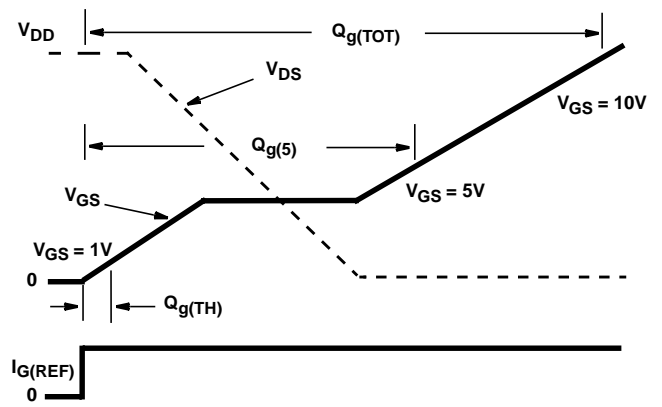 V_DD
Q_g(TOT)
V_DS
V_GS = 10V
Q_g(5)
V_GS
V_GS = 5V
V_GS = 1V
0
Q_g(TH)
I_G(REF)
0